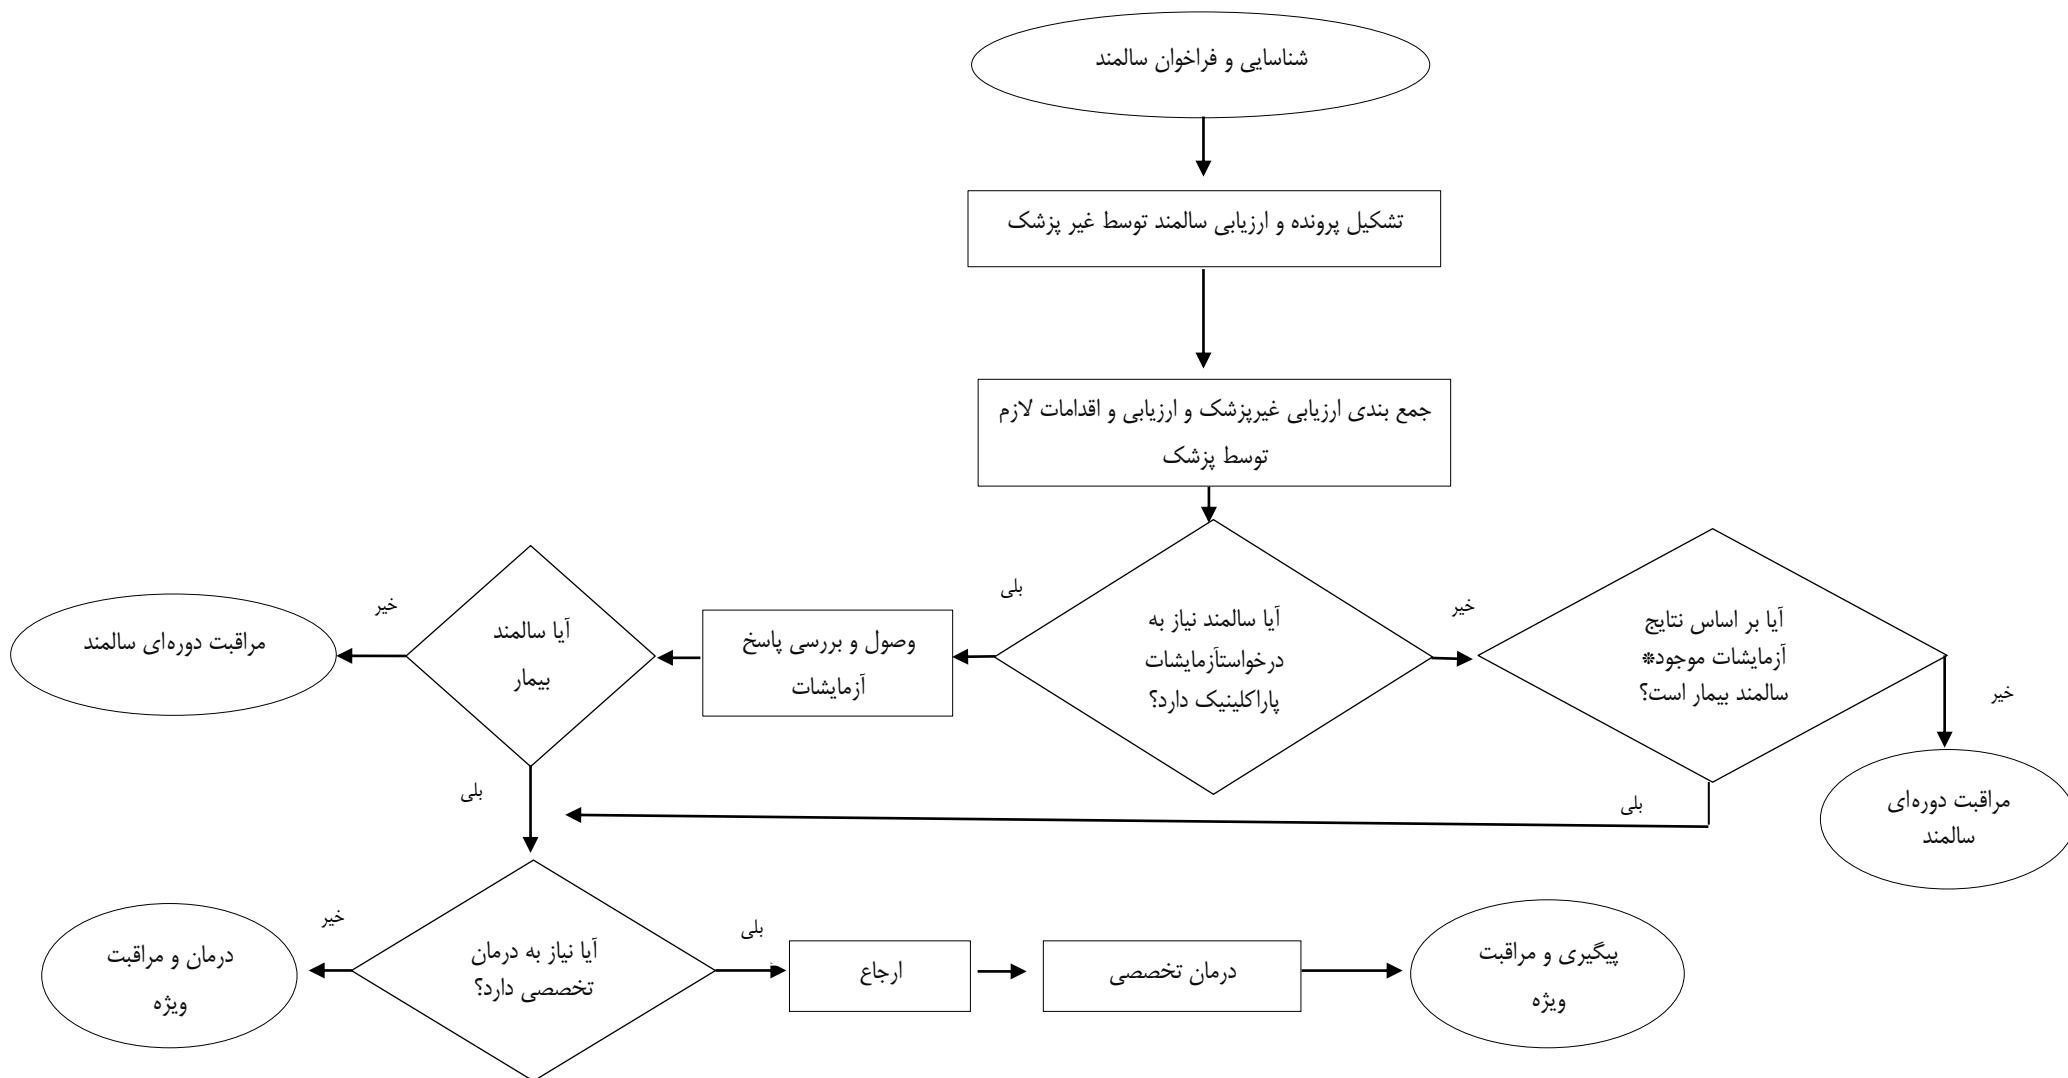 شناسایی و فراخوان سالمند
تشکیل پرونده و ارزیابی سالمند توسط غیر پزشک
جمع بندی ارزیابی غیرپزشک و ارزیابی و اقدامات لازم
توسط پزشک
آیا سالمند نیاز به
درخواستآزمایشات
پاراکلینیک دارد؟
خیر
بلی
آیا بر اساس نتایج
آزمایشات موجود*
سالمند بیمار است؟
خیر
بلی
مراقبت دوره‌ای
سالمند
وصول و بررسی پاسخ
آزمایشات
آیا سالمند
بیمار
خیر
بلی
مراقبت دوره‌ای سالمند
آیا نیاز به درمان
تخصصی دارد؟
خیر
بلی
درمان و مراقبت
ویژه
ارجاع
درمان تخصصی
پیگیری و مراقبت
ویژه